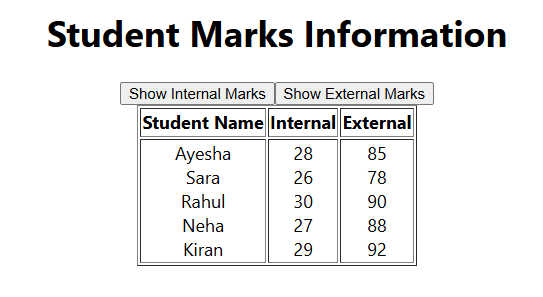 Student Marks Information
Show Internal Marks Show External Marks
Student Name Internal External
Ayesha 28 85
Sara 26 78
Rahul 30 90
Neha 27 88
Kiran 29 92